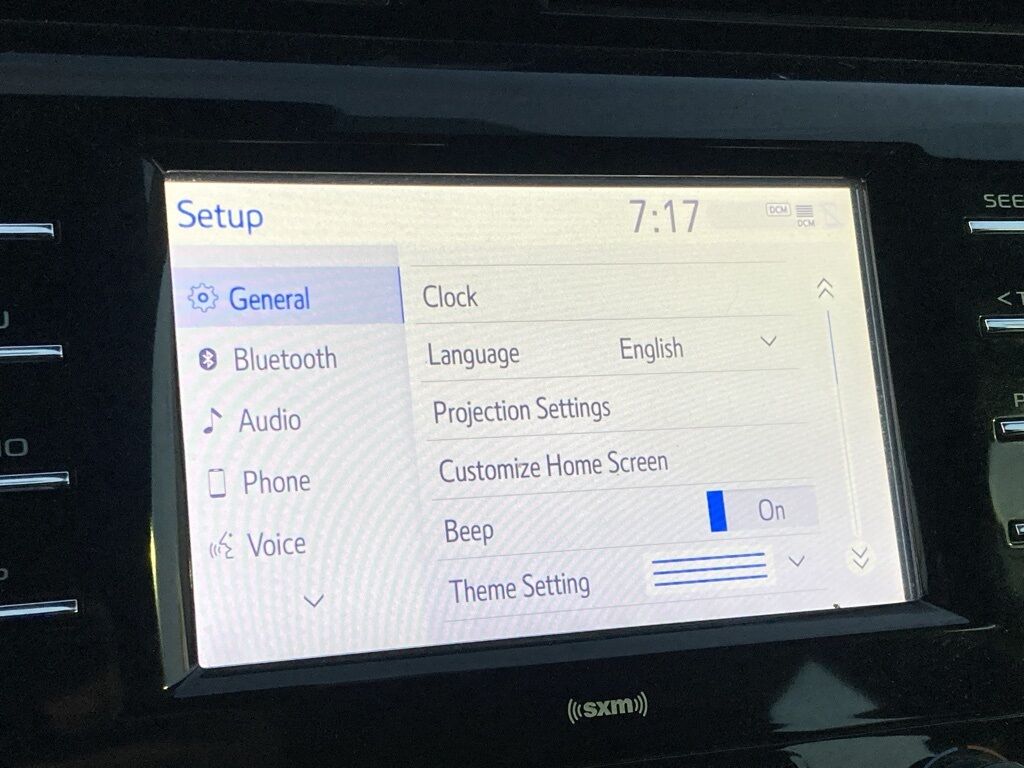 Setup
7:17
DCM
DCM
General
Bluetooth
Audio
Phone
Voice
Clock
Language English
Projection Settings
Customize Home Screen
Beep On
Theme Setting
sxm